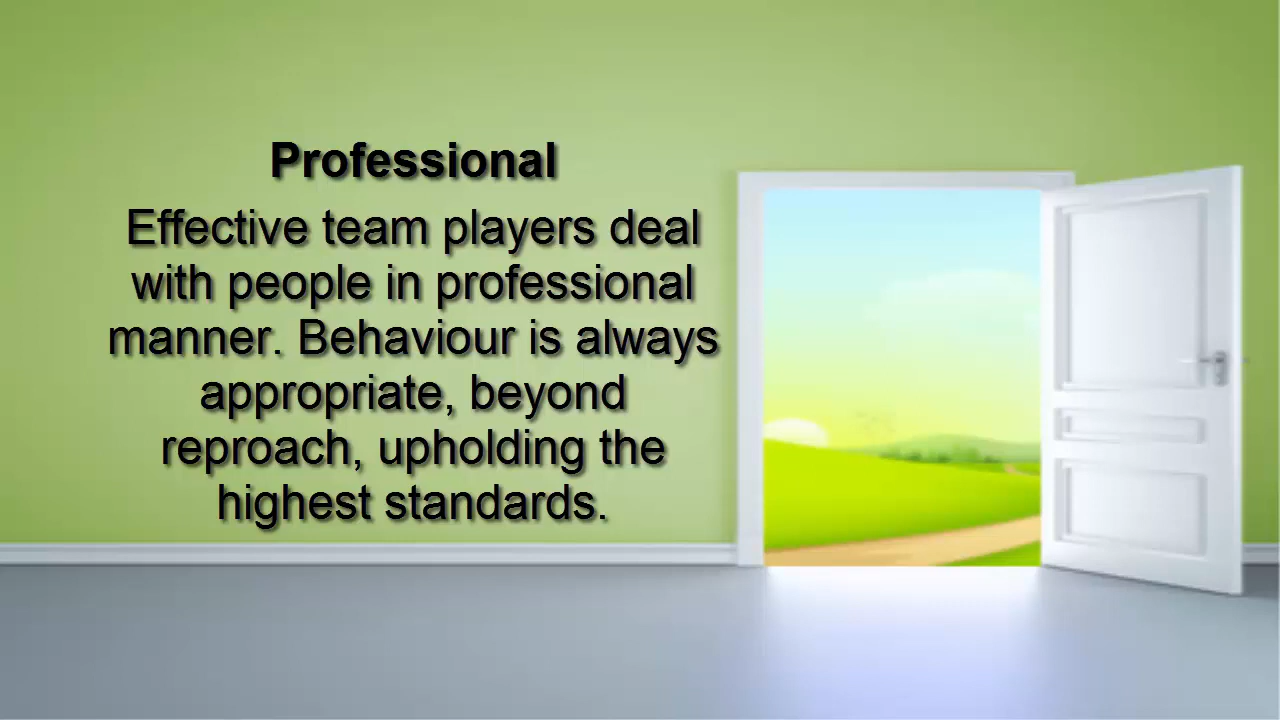 Professional
Effective team players deal
with people in professional
manner. Behaviour is always
appropriate, beyond
reproach, upholding the
highest standards.